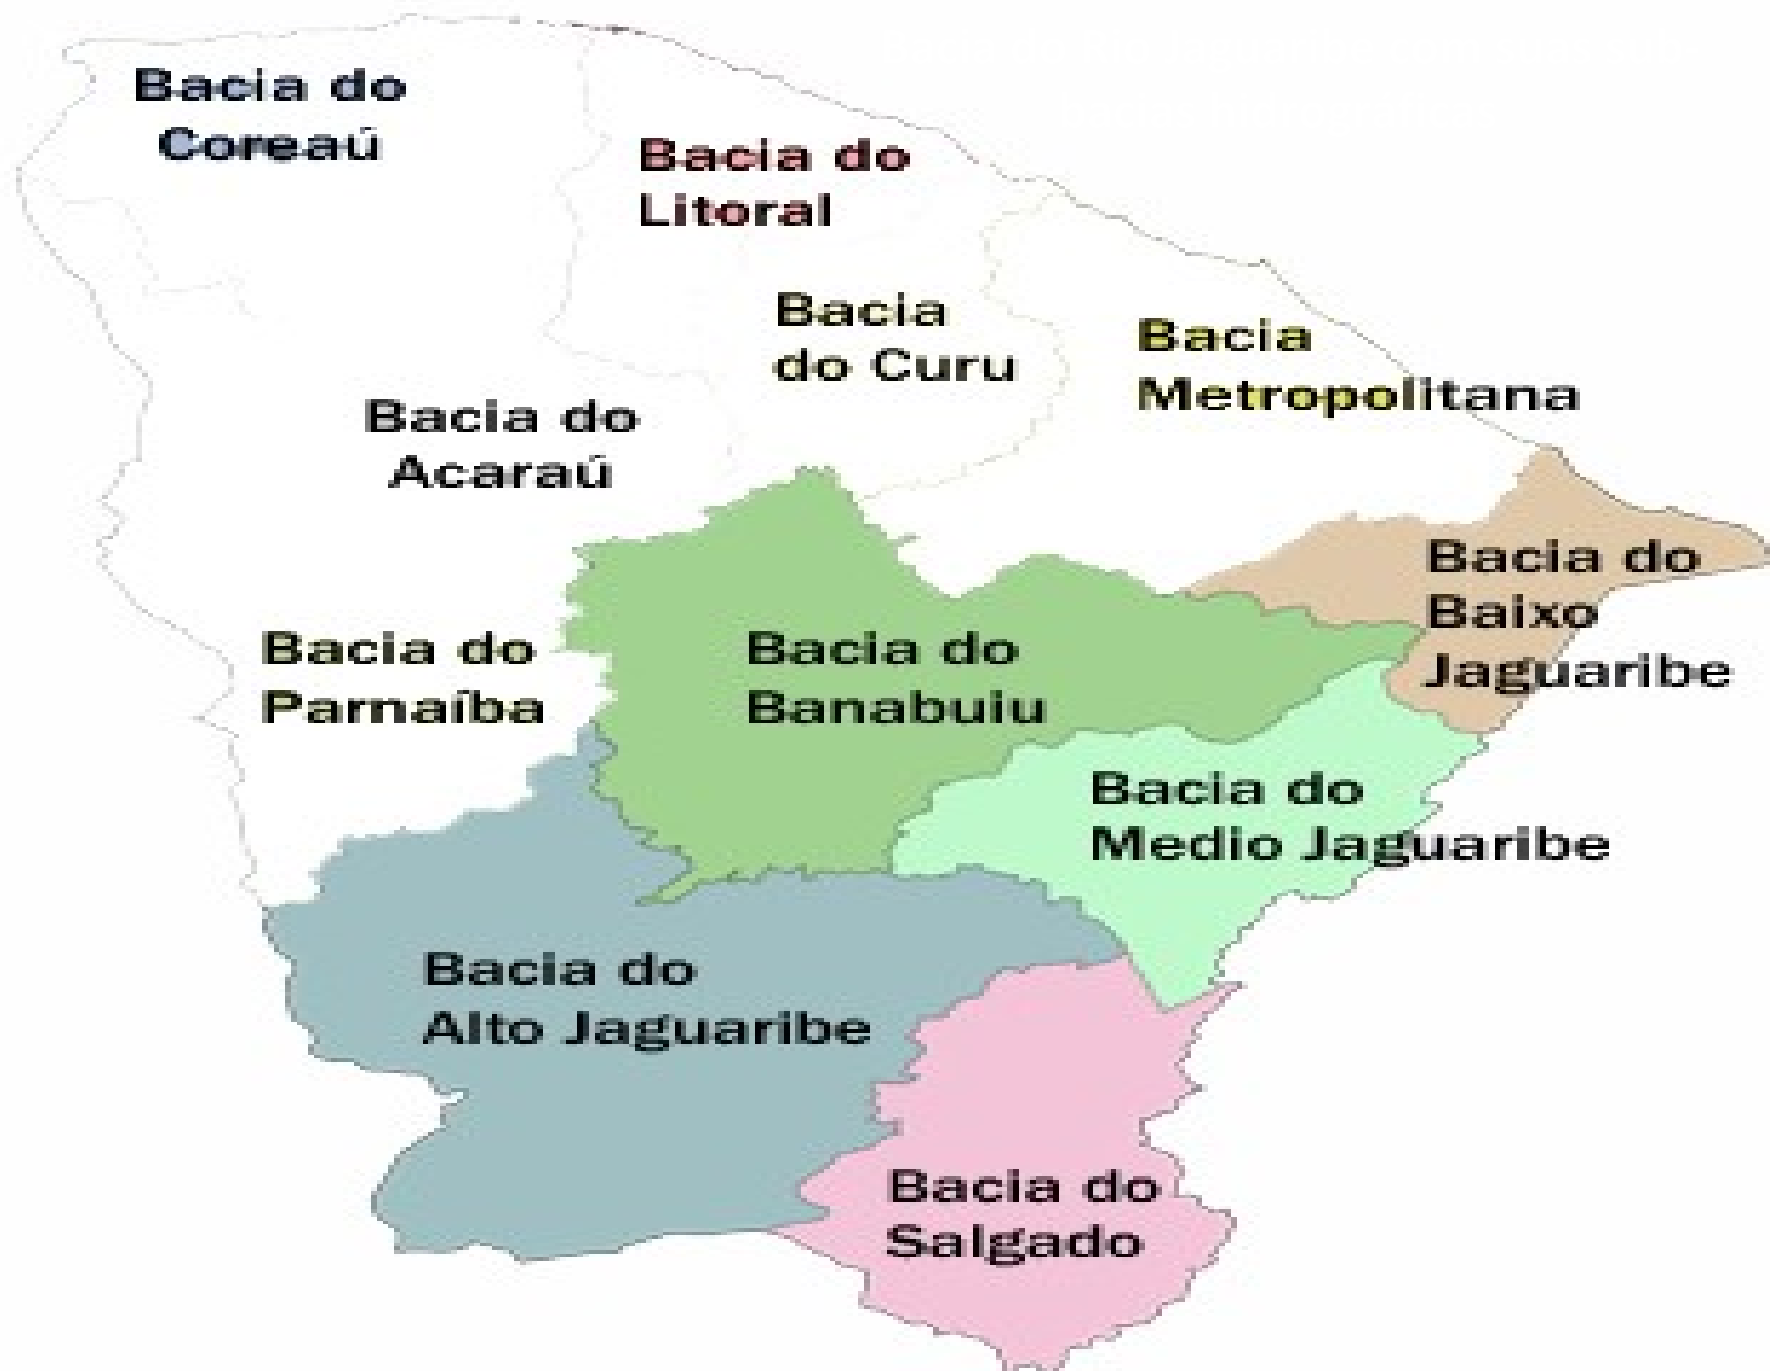 Bacia do
Coreaú
Bacia do
Litoral
Bacia
do Curu
Bacia
Metropolitana
Bacia do
Acaraú
Bacia do
Baixo
Jaguaribe
Bacia do
Parnaíba
Bacia do
Banabuiu
Bacia do
Medio Jaguaribe
Bacia do
Alto Jaguaribe
Bacia do
Salgado